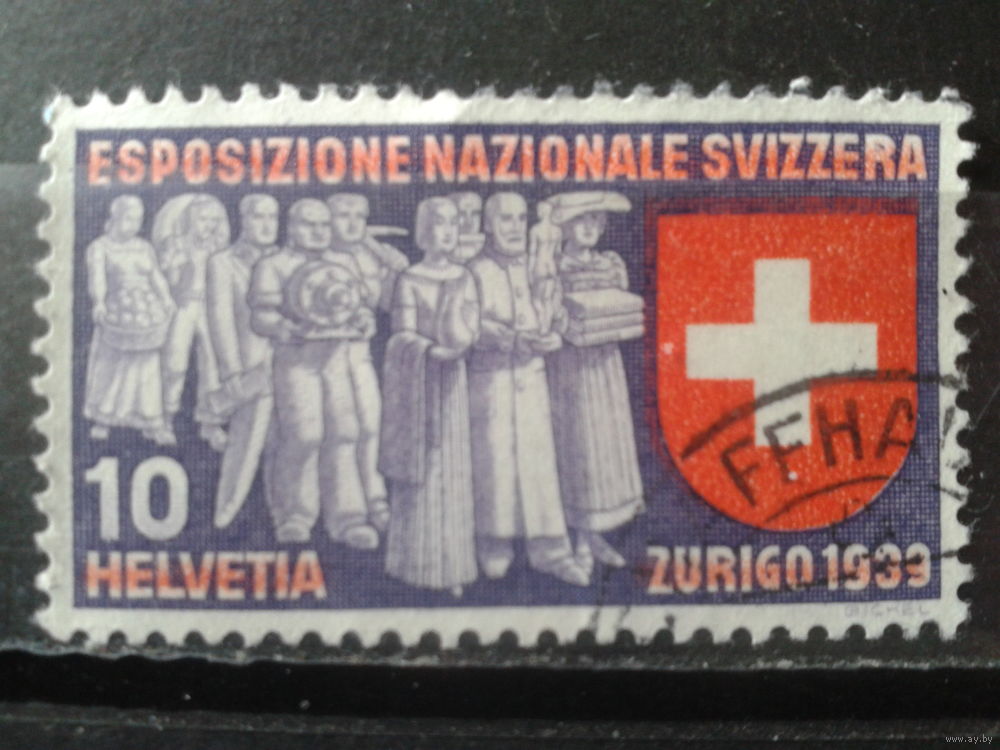 ESPOSIZIONE NAZIONALE SVIZZERA
10
HELVETIA
ZURIGO 1939
BICKEL
www.ay.by